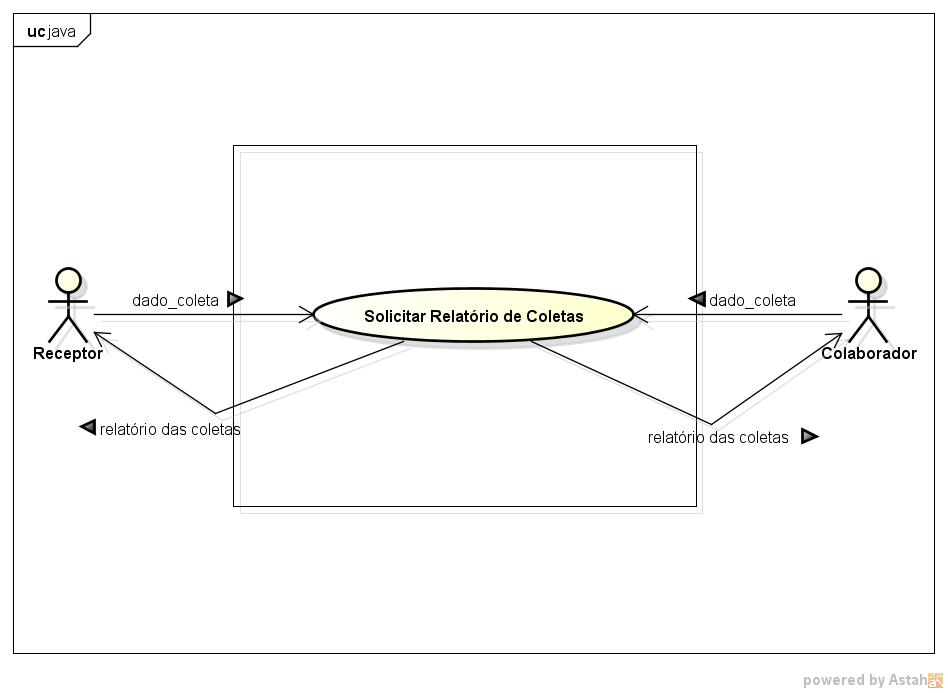 uc java
dado_coleta
dado_coleta
Solicitar Relatório de Coletas
Receptor
Colaborador
relatório das coletas
relatório das coletas
powered by Astah